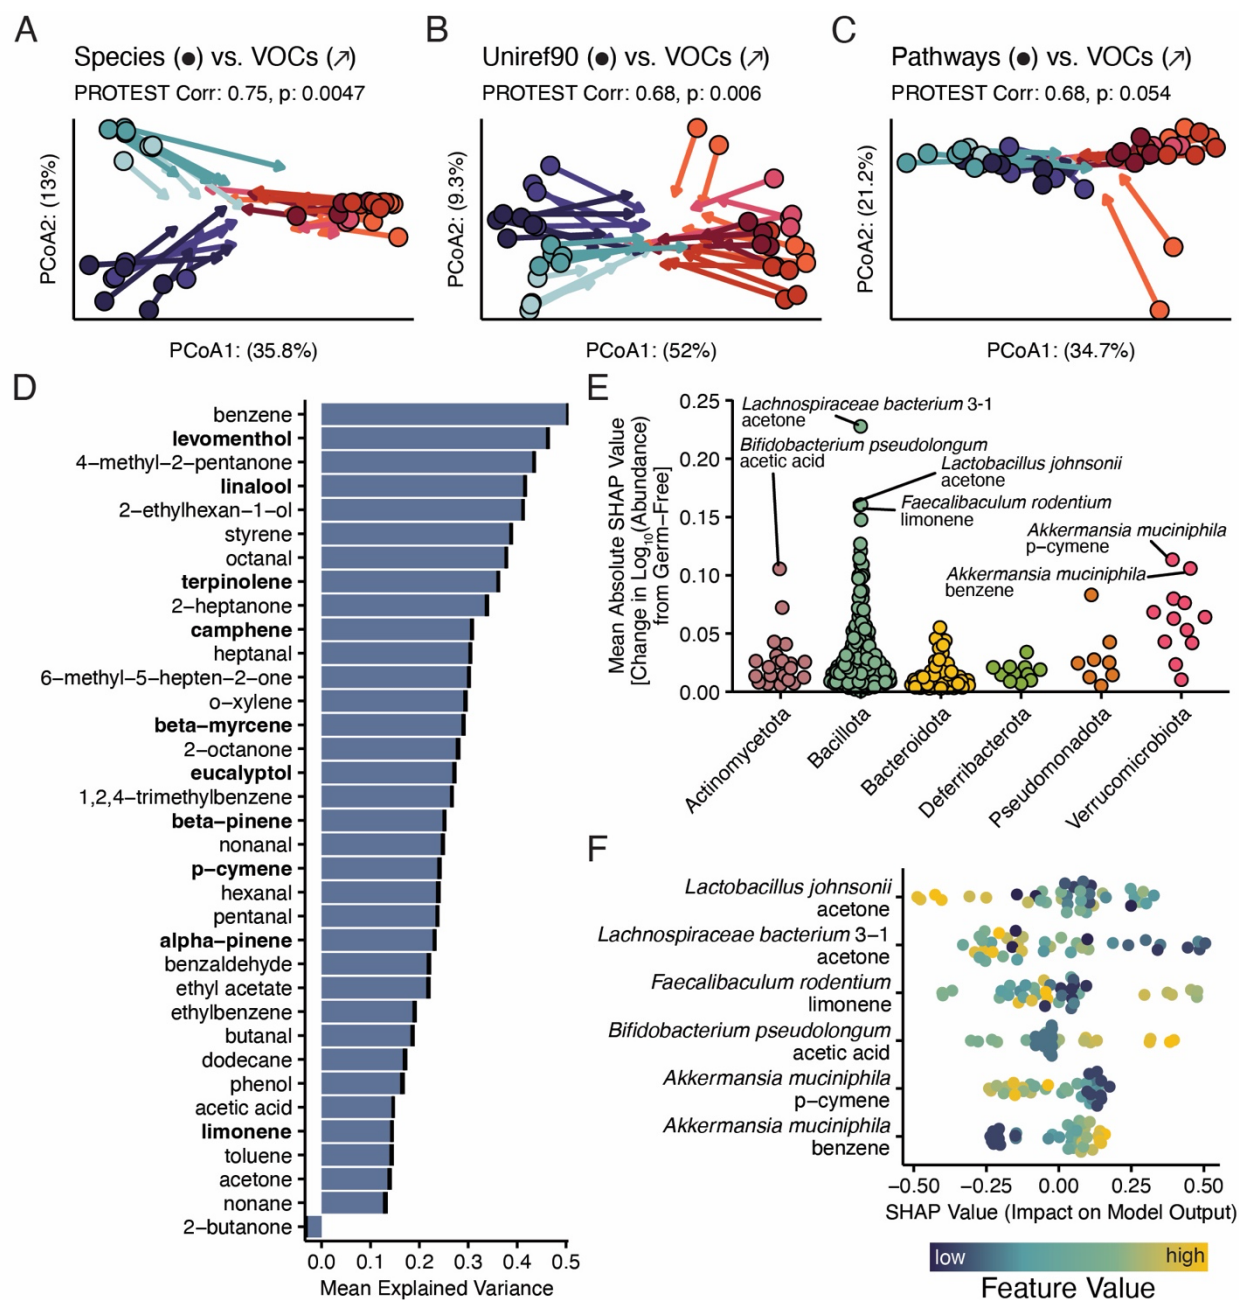 A
Species (●) vs. VOCs (↗)
PROTEST Corr: 0.75, p: 0.0047
PCoA2: (13%)
PCoA1: (35.8%)
B
Uniref90 (●) vs. VOCs (↗)
PROTEST Corr: 0.68, p: 0.006
PCoA2: (9.3%)
PCoA1: (52%)
C
Pathways (●) vs. VOCs (↗)
PROTEST Corr: 0.68, p: 0.054
PCoA2: (21.2%)
PCoA1: (34.7%)
D
benzene
levomenthol
4−methyl−2−pentanone
linalool
2−ethylhexan−1−ol
styrene
octanal
terpinolene
2−heptanone
camphene
heptanal
6−methyl−5−hepten−2−one
o−xylene
beta−myrcene
2−octanone
eucalyptol
1,2,4−trimethylbenzene
beta−pinene
nonanal
p−cymene
hexanal
pentanal
alpha−pinene
benzaldehyde
ethyl acetate
ethylbenzene
butanal
dodecane
phenol
acetic acid
limonene
toluene
acetone
nonane
2−butanone
0.0 0.1 0.2 0.3 0.4 0.5
Mean Explained Variance
E
Mean Absolute SHAP Value
[Change in Log10(Abundance)
from Germ−Free]
0.25
0.20
0.15
0.10
0.05
0.00
Lachnospiraceae bacterium 3-1
acetone
Bifidobacterium pseudolongum
acetic acid
Lactobacillus johnsonii
acetone
Faecalibaculum rodentium
limonene
Akkermansia muciniphila
p−cymene
Akkermansia muciniphila
benzene
Actinomycetota
Bacillota
Bacteroidota
Deferribacterota
Pseudomonadota
Verrucomicrobiota
F
Lactobacillus johnsonii
acetone
Lachnospiraceae bacterium 3−1
acetone
Faecalibaculum rodentium
limonene
Bifidobacterium pseudolongum
acetic acid
Akkermansia muciniphila
p−cymene
Akkermansia muciniphila
benzene
−0.50 −0.25 0.00 0.25 0.50
SHAP Value (Impact on Model Output)
low high
Feature Value